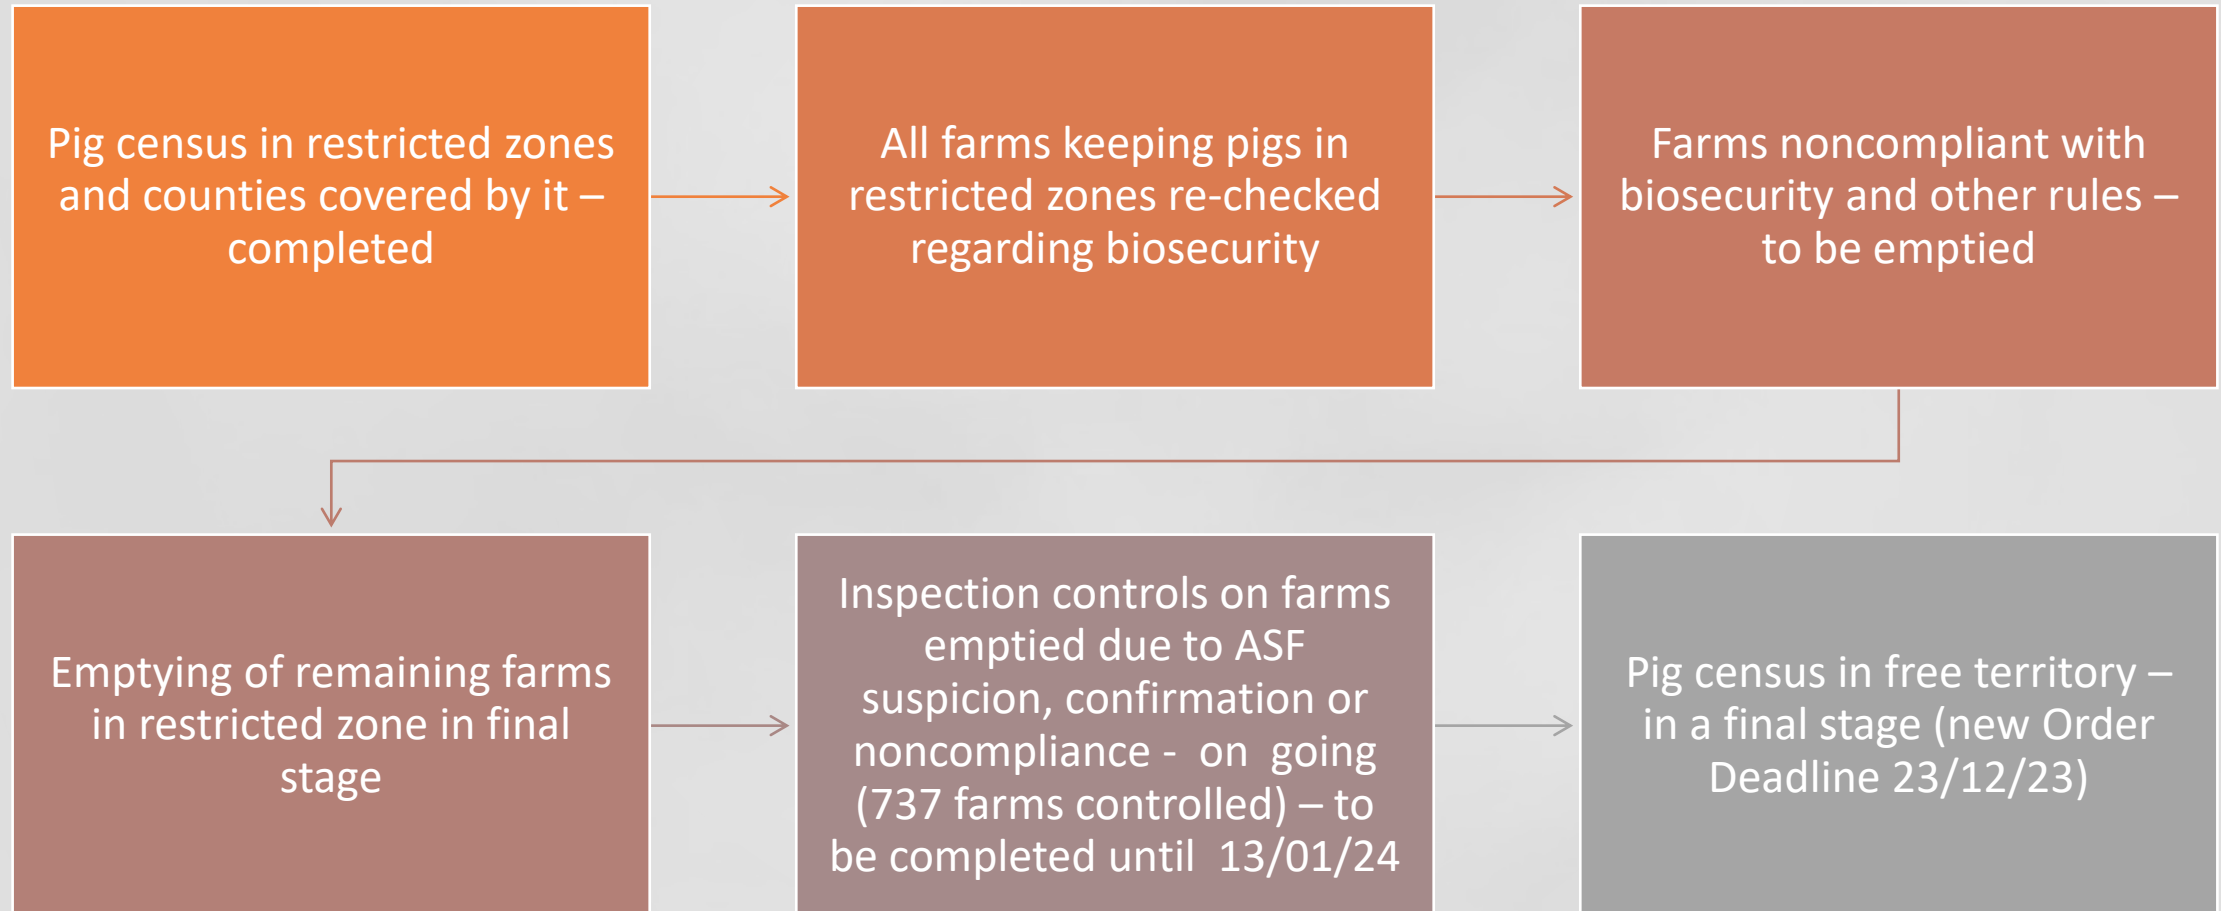 Pig census in restricted zones
and counties covered by it –
completed
All farms keeping pigs in
restricted zones re-checked
regarding biosecurity
Farms noncompliant with
biosecurity and other rules –
to be emptied
Emptying of remaining farms
in restricted zone in final
stage
Inspection controls on farms
emptied due to ASF
suspicion, confirmation or
noncompliance -  on  going
(737 farms controlled) – to
be completed until  13/01/24
Pig census in free territory –
in a final stage (new Order
Deadline 23/12/23)